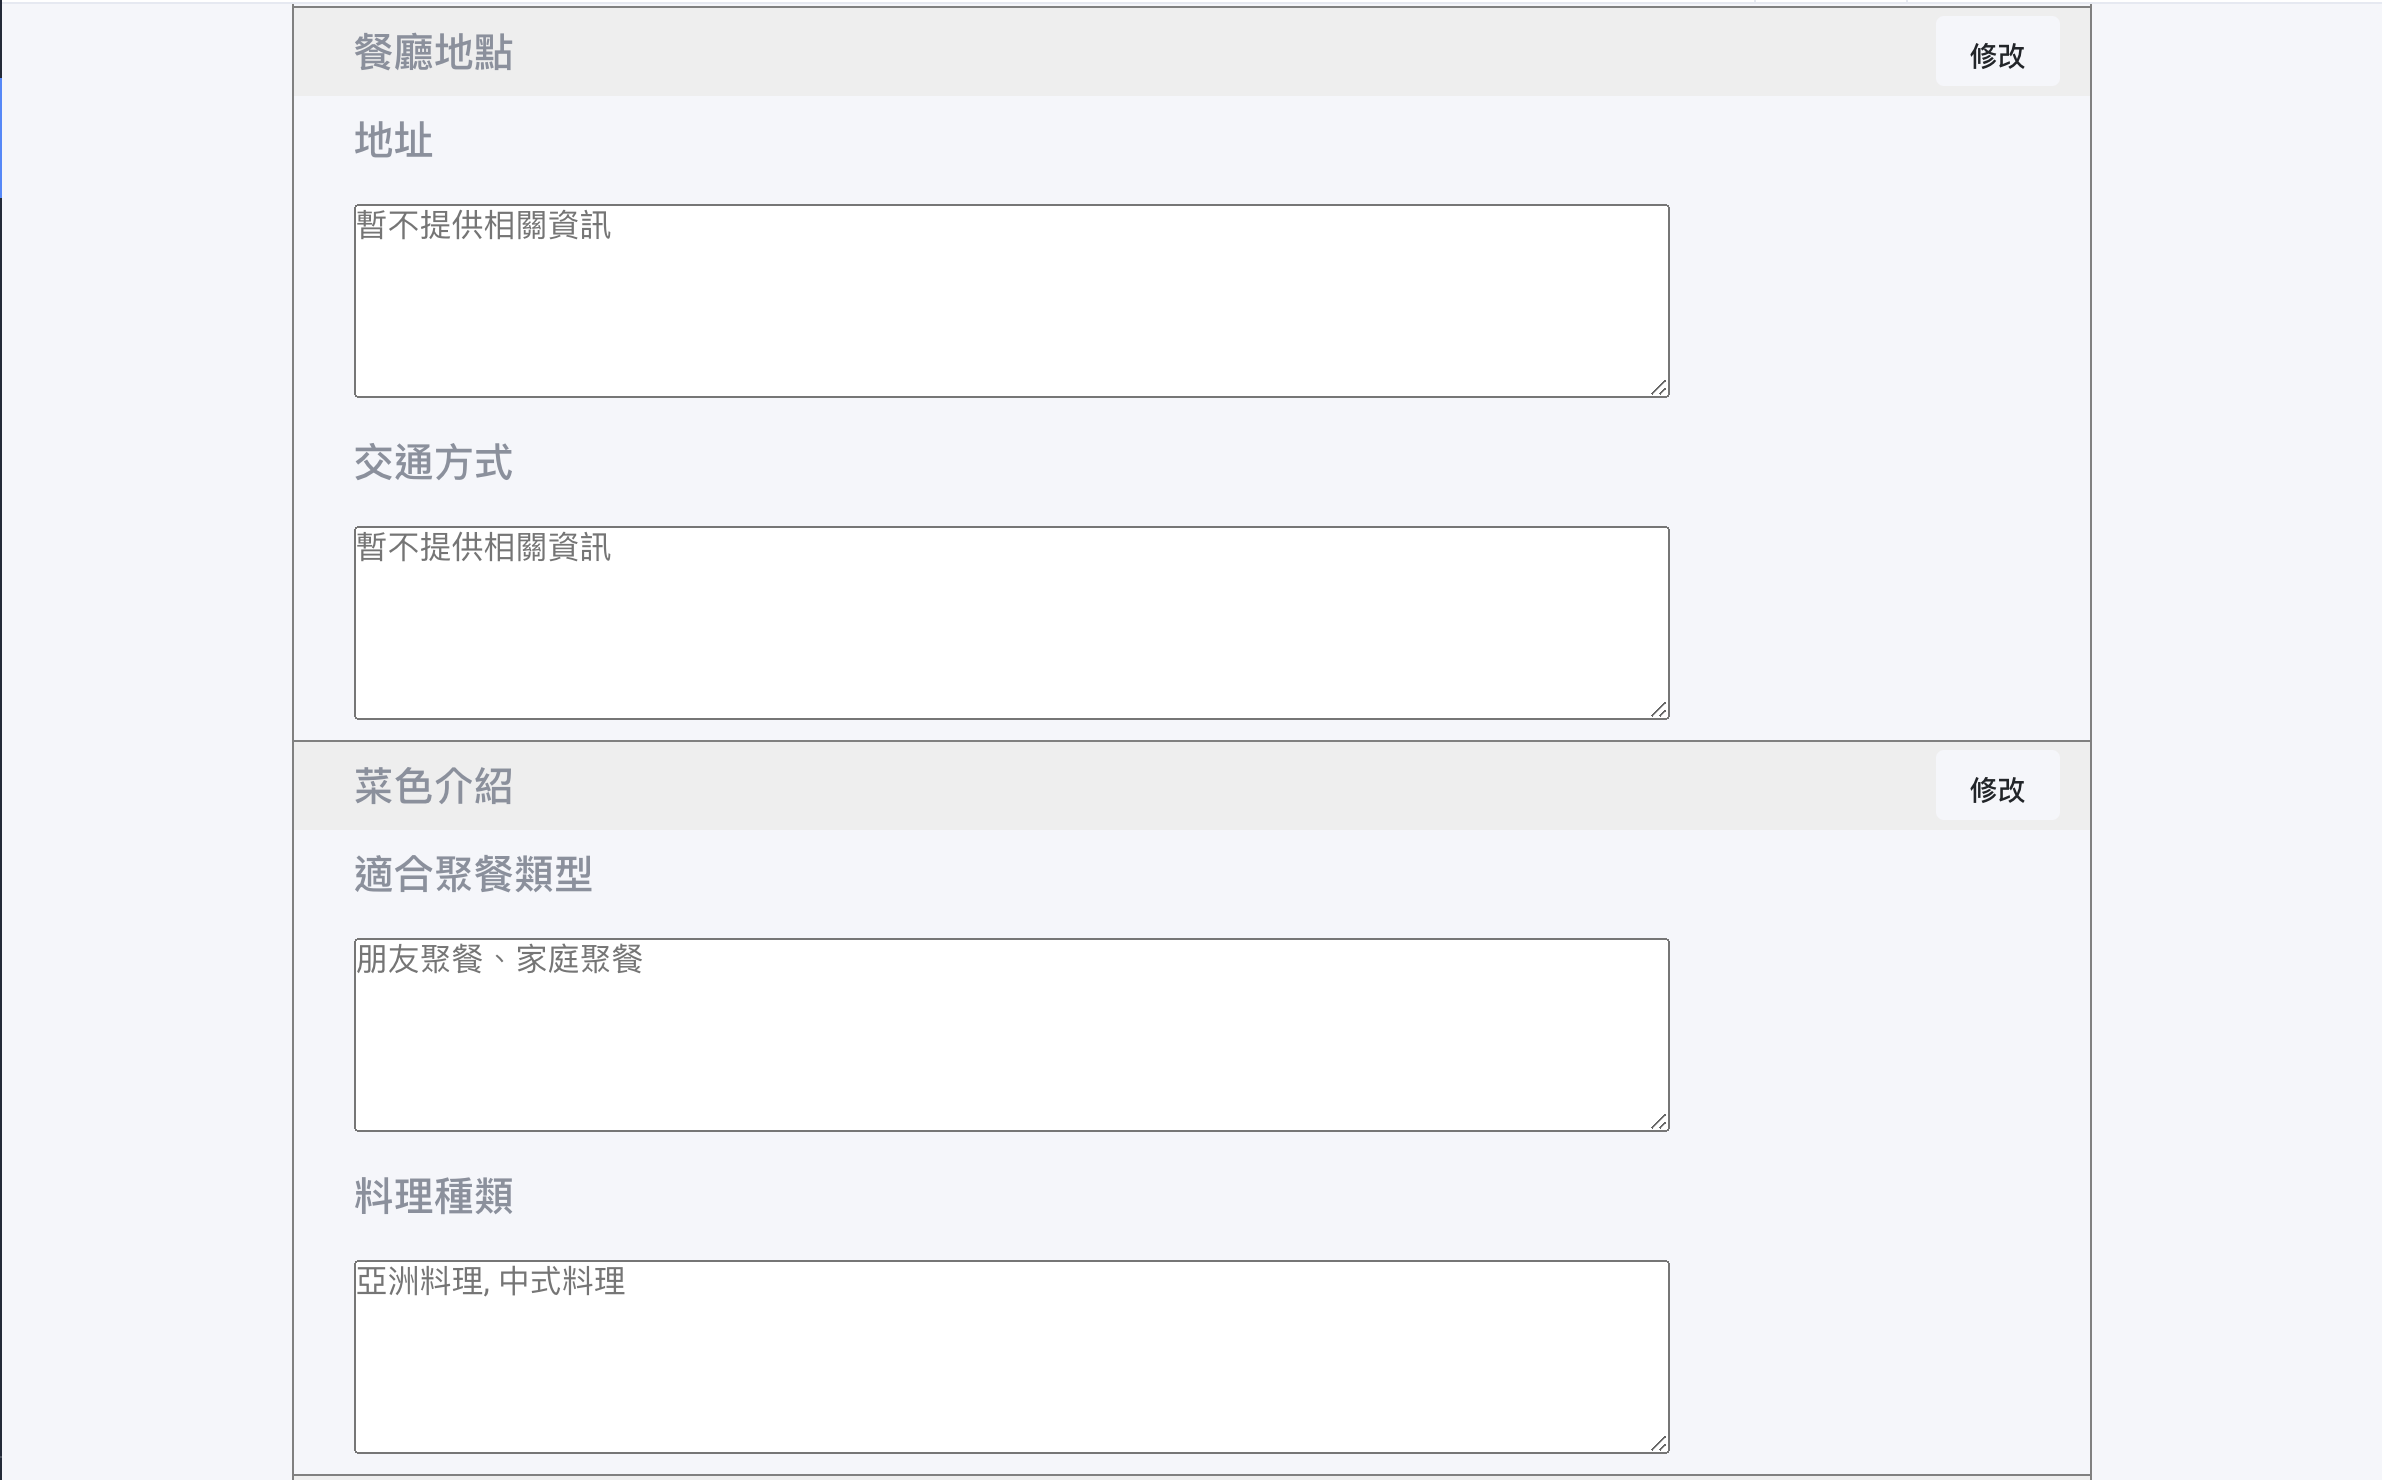 餐廳地點
修改
地址
暫不提供相關資訊
交通方式
暫不提供相關資訊
菜色介紹
修改
適合聚餐類型
朋友聚餐、家庭聚餐
料理種類
亞洲料理, 中式料理